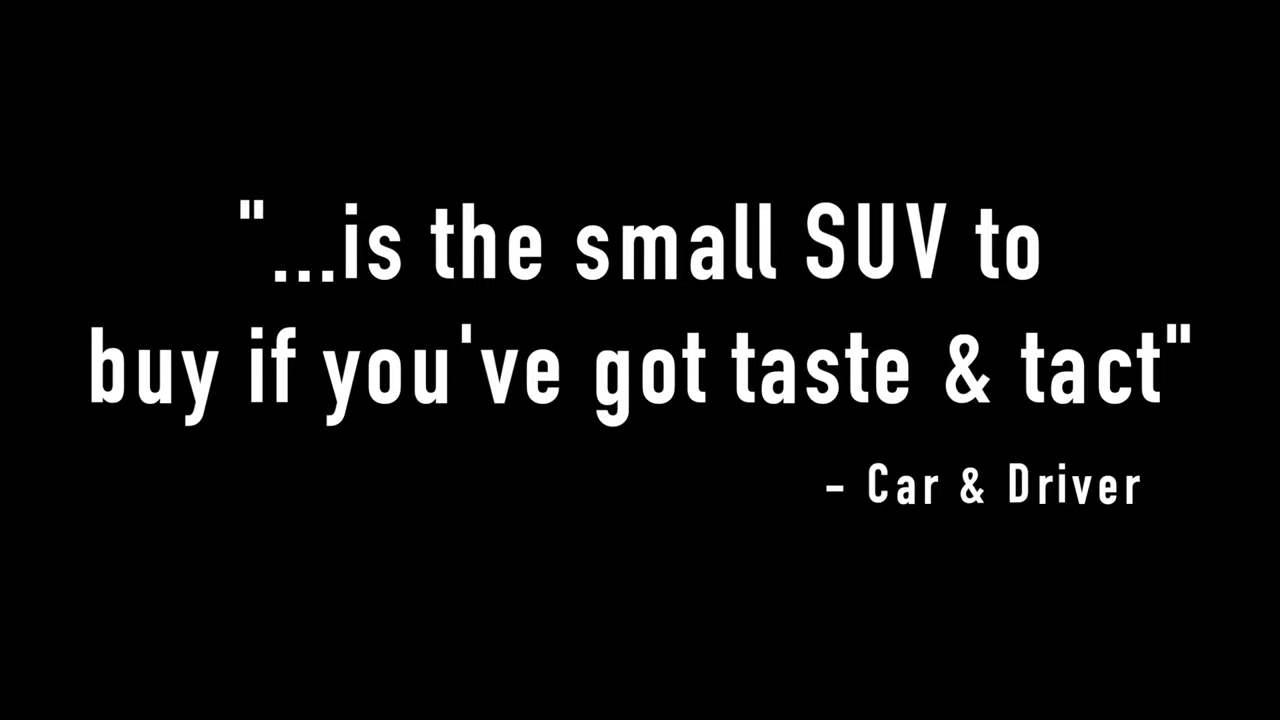 "...is the small SUV to
buy if you've got taste & tact"
- Car & Driver